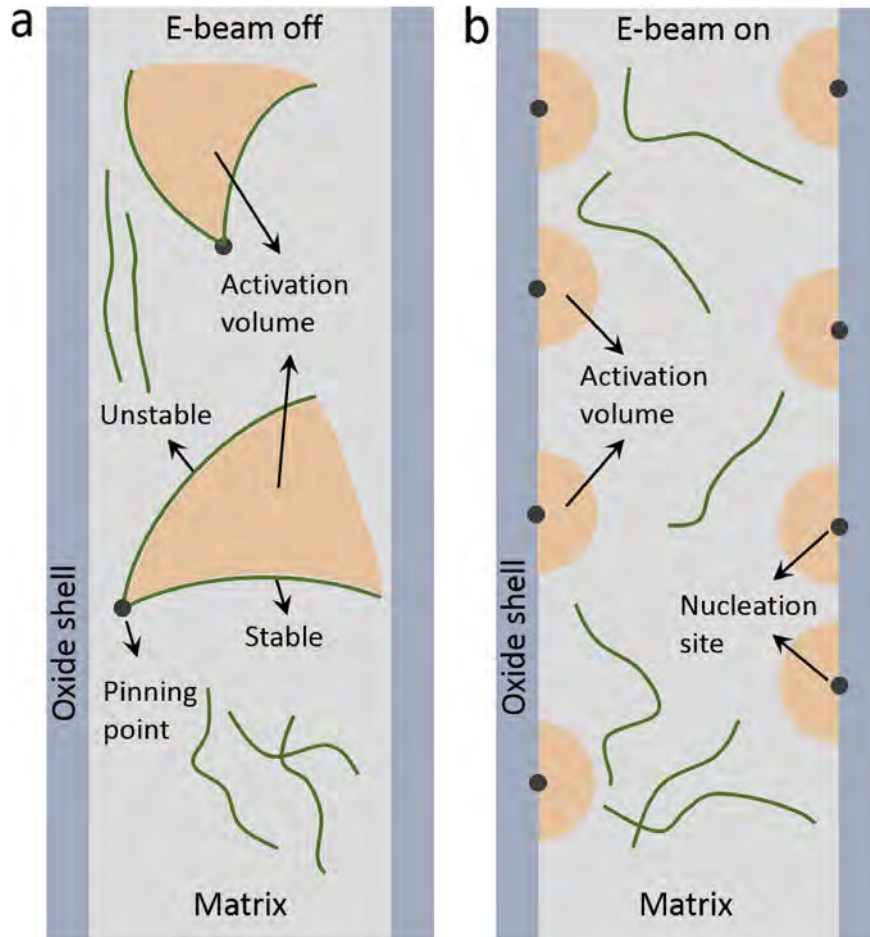 a
E-beam off
Activation
volume
Unstable
Stable
Pinning
point
Oxide shell
Matrix
b
E-beam on
Activation
volume
Nucleation
site
Oxide shell
Matrix